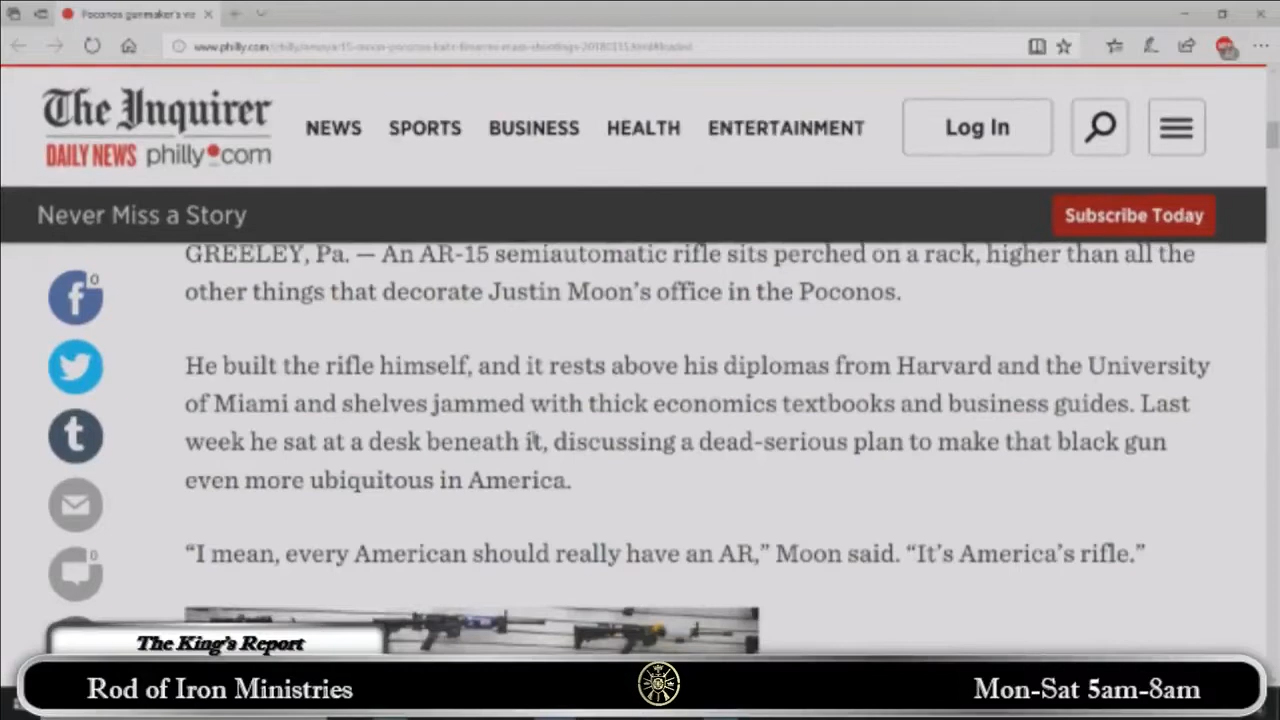 Poconos gunmaker's
www.philly.com
The Inquirer
DAILY NEWS philly.com
NEWS SPORTS BUSINESS HEALTH ENTERTAINMENT
Log In
Never Miss a Story
Subscribe Today
GREELEY, Pa. — An AR-15 semiautomatic rifle sits perched on a rack, higher than all the
other things that decorate Justin Moon's office in the Poconos.
0
He built the rifle himself, and it rests above his diplomas from Harvard and the University
of Miami and shelves jammed with thick economics textbooks and business guides. Last
week he sat at a desk beneath it, discussing a dead-serious plan to make that black gun
even more ubiquitous in America.
0
“I mean, every American should really have an AR,” Moon said. “It’s America’s rifle.”
The King's Report
Rod of Iron Ministries
Mon-Sat 5am-8am